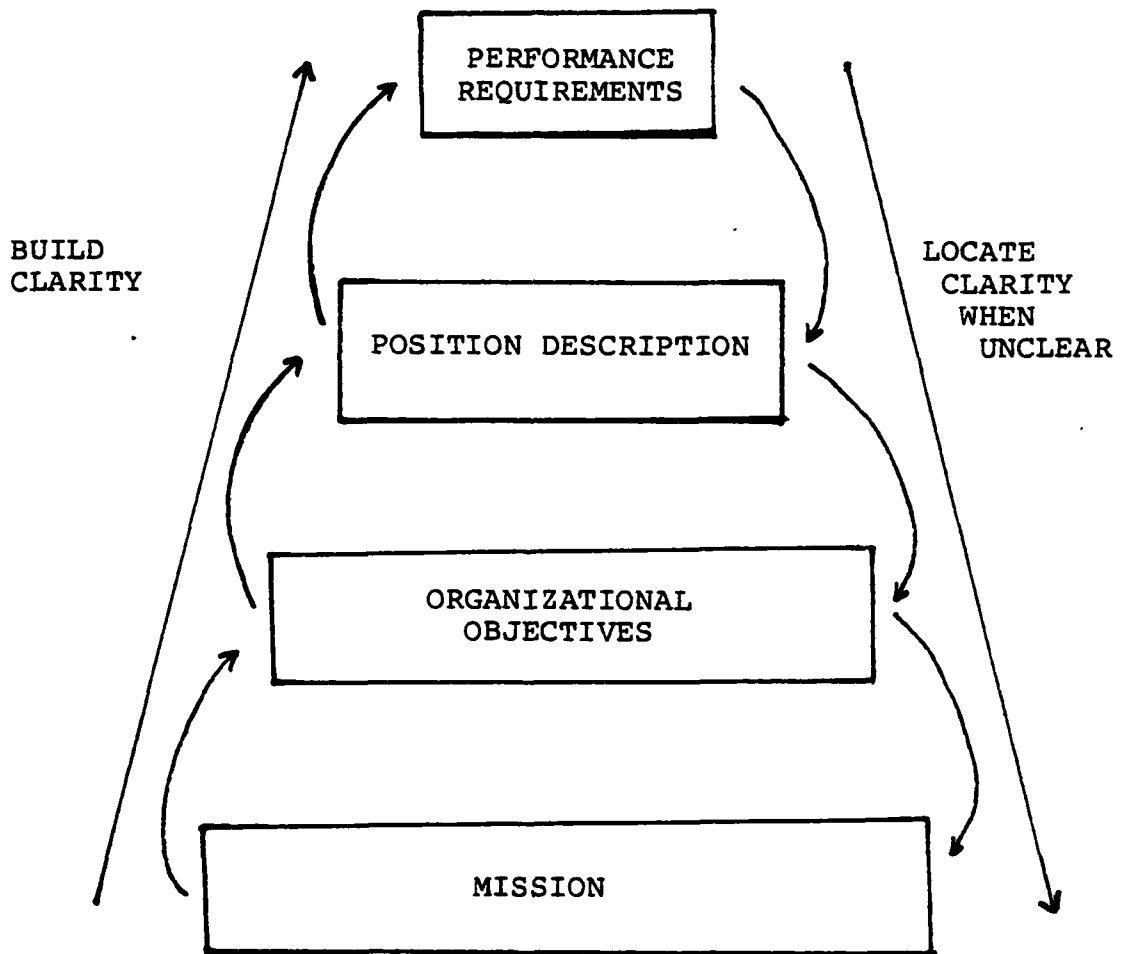 PERFORMANCE
REQUIREMENTS
BUILD
CLARITY
LOCATE
CLARITY
WHEN
UNCLEAR
POSITION DESCRIPTION
ORGANIZATIONAL
OBJECTIVES
MISSION